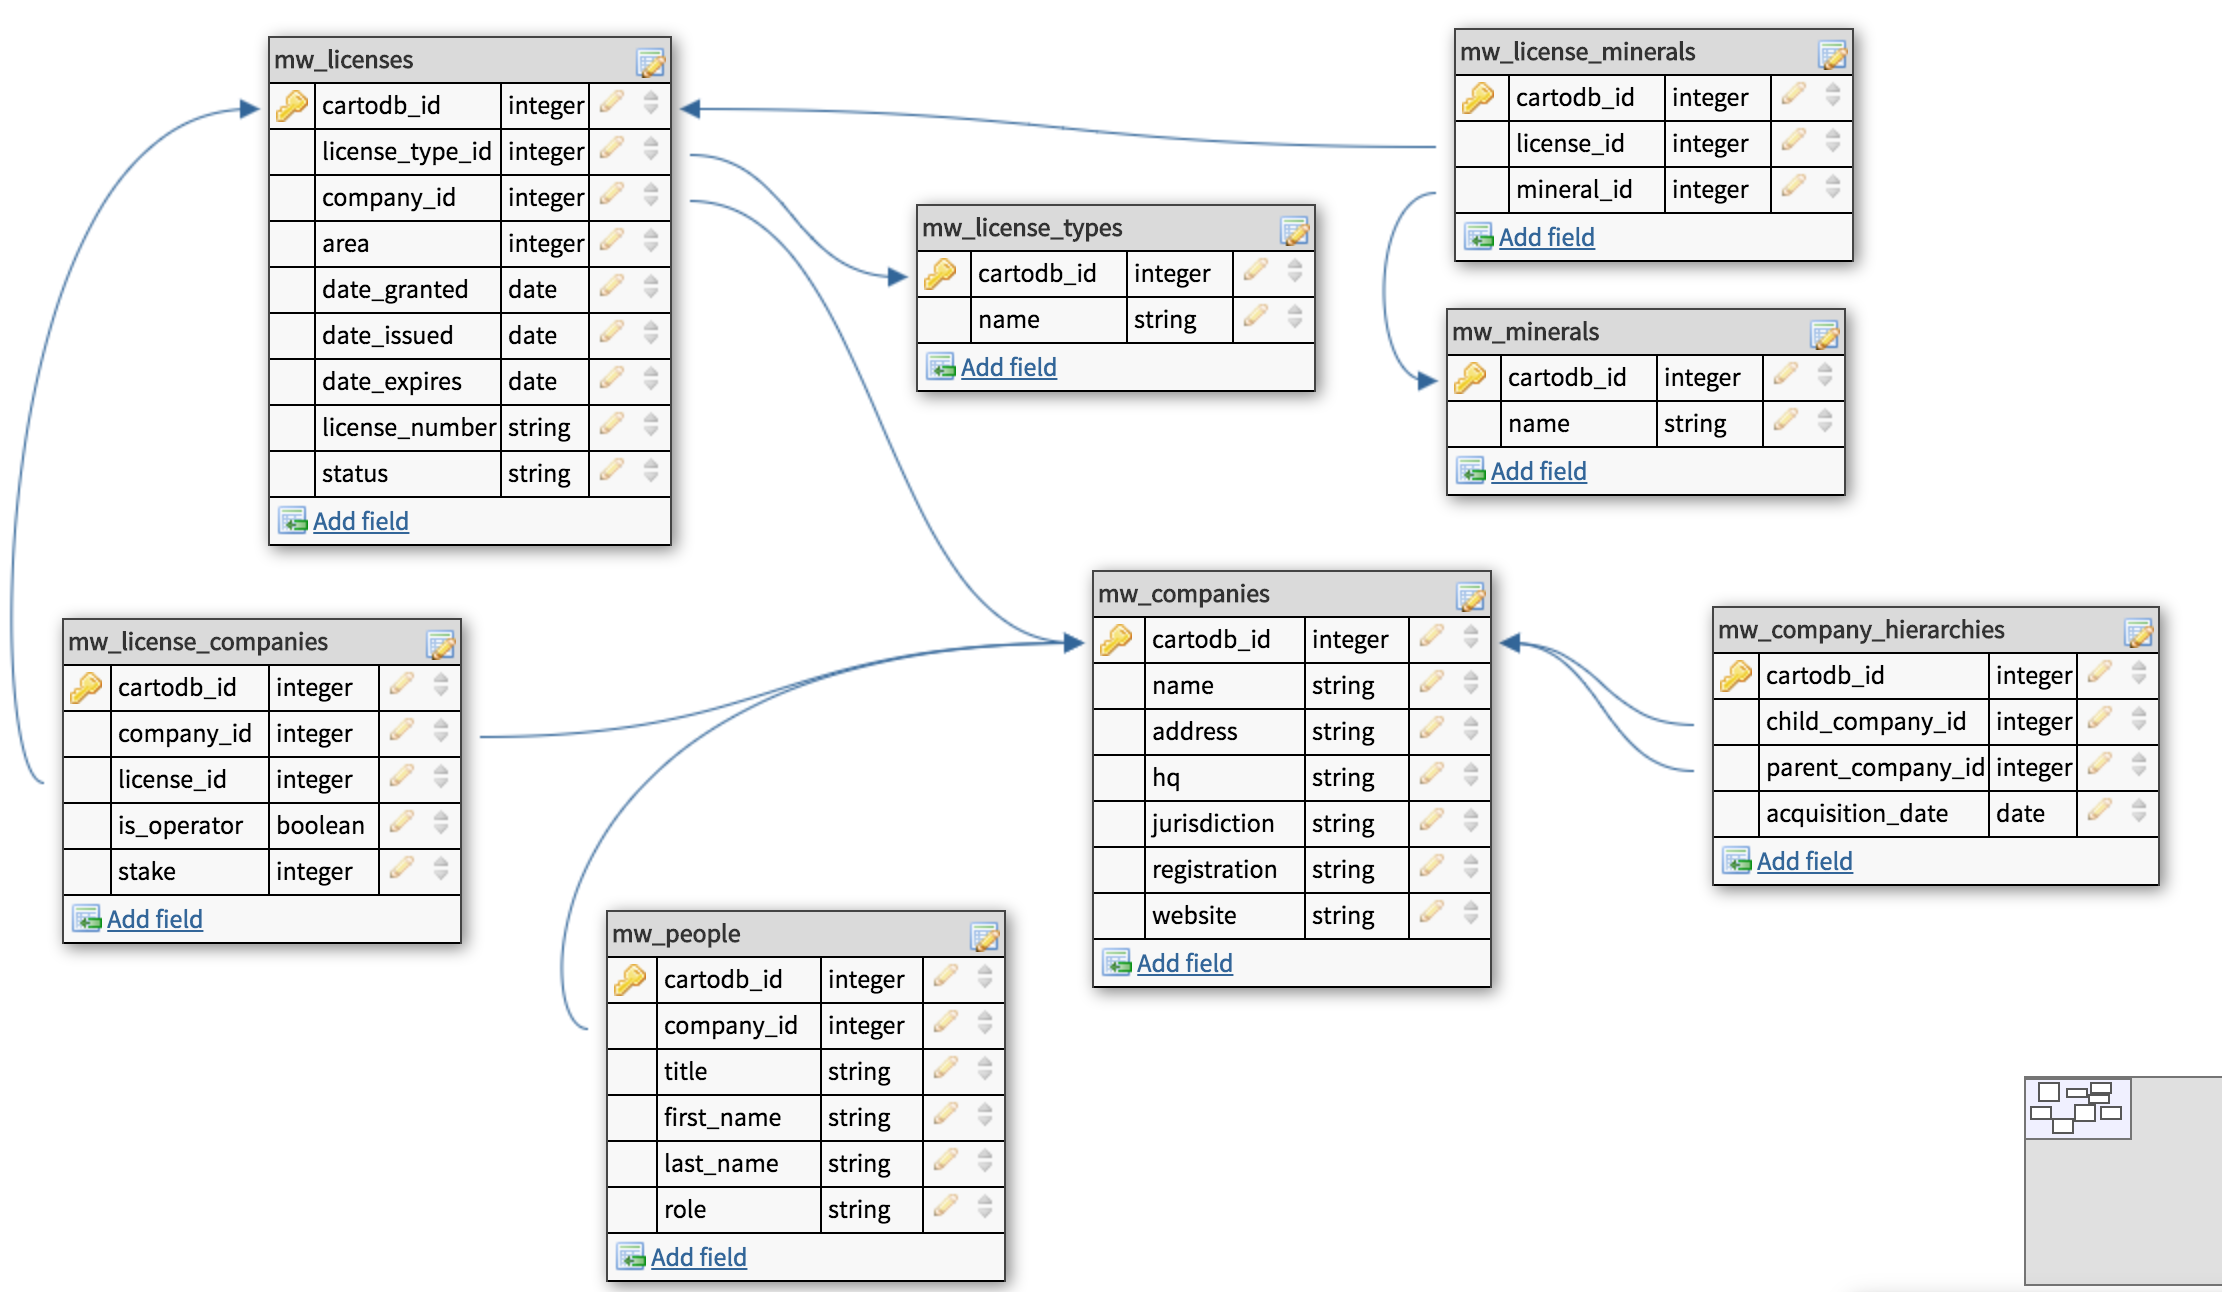 mw_licenses
cartodb_id integer
license_type_id integer
company_id integer
area integer
date_granted date
date_issued date
date_expires date
license_number string
status string
Add field
mw_license_minerals
cartodb_id integer
license_id integer
mineral_id integer
Add field
mw_license_types
cartodb_id integer
name string
Add field
mw_minerals
cartodb_id integer
name string
Add field
mw_license_companies
cartodb_id integer
company_id integer
license_id integer
is_operator boolean
stake integer
Add field
mw_companies
cartodb_id integer
name string
address string
hq string
jurisdiction string
registration string
website string
Add field
mw_company_hierarchies
cartodb_id integer
child_company_id integer
parent_company_id integer
acquisition_date date
Add field
mw_people
cartodb_id integer
company_id integer
title string
first_name string
last_name string
role string
Add field